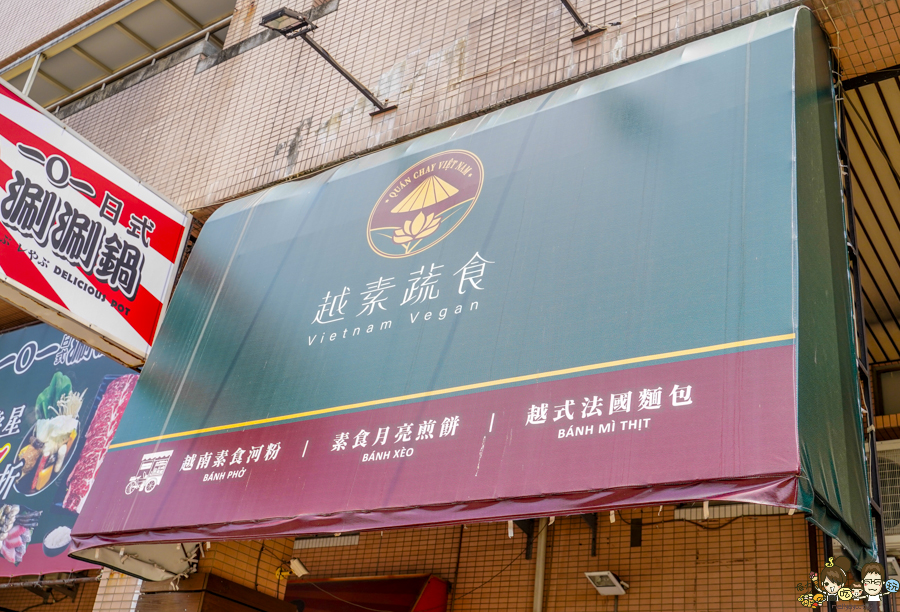 一〇一日式
涮涮鍋
DELICIOUS POT
QUÁN CHAY VIỆT NAM
越素蔬食
Vietnam Vegan
越南素食河粉
BÁNH PHỞ
素食月亮煎餅
BÁNH XÈO
越式法國麵包
BÁNH MÌ THỊT